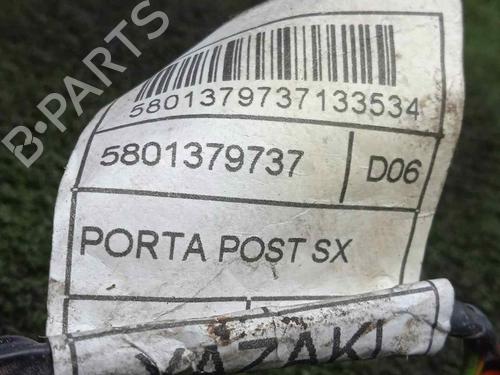 B-PARTS
5801379737133534
5801379737
D06
PORTA POST SX
YAZAKI